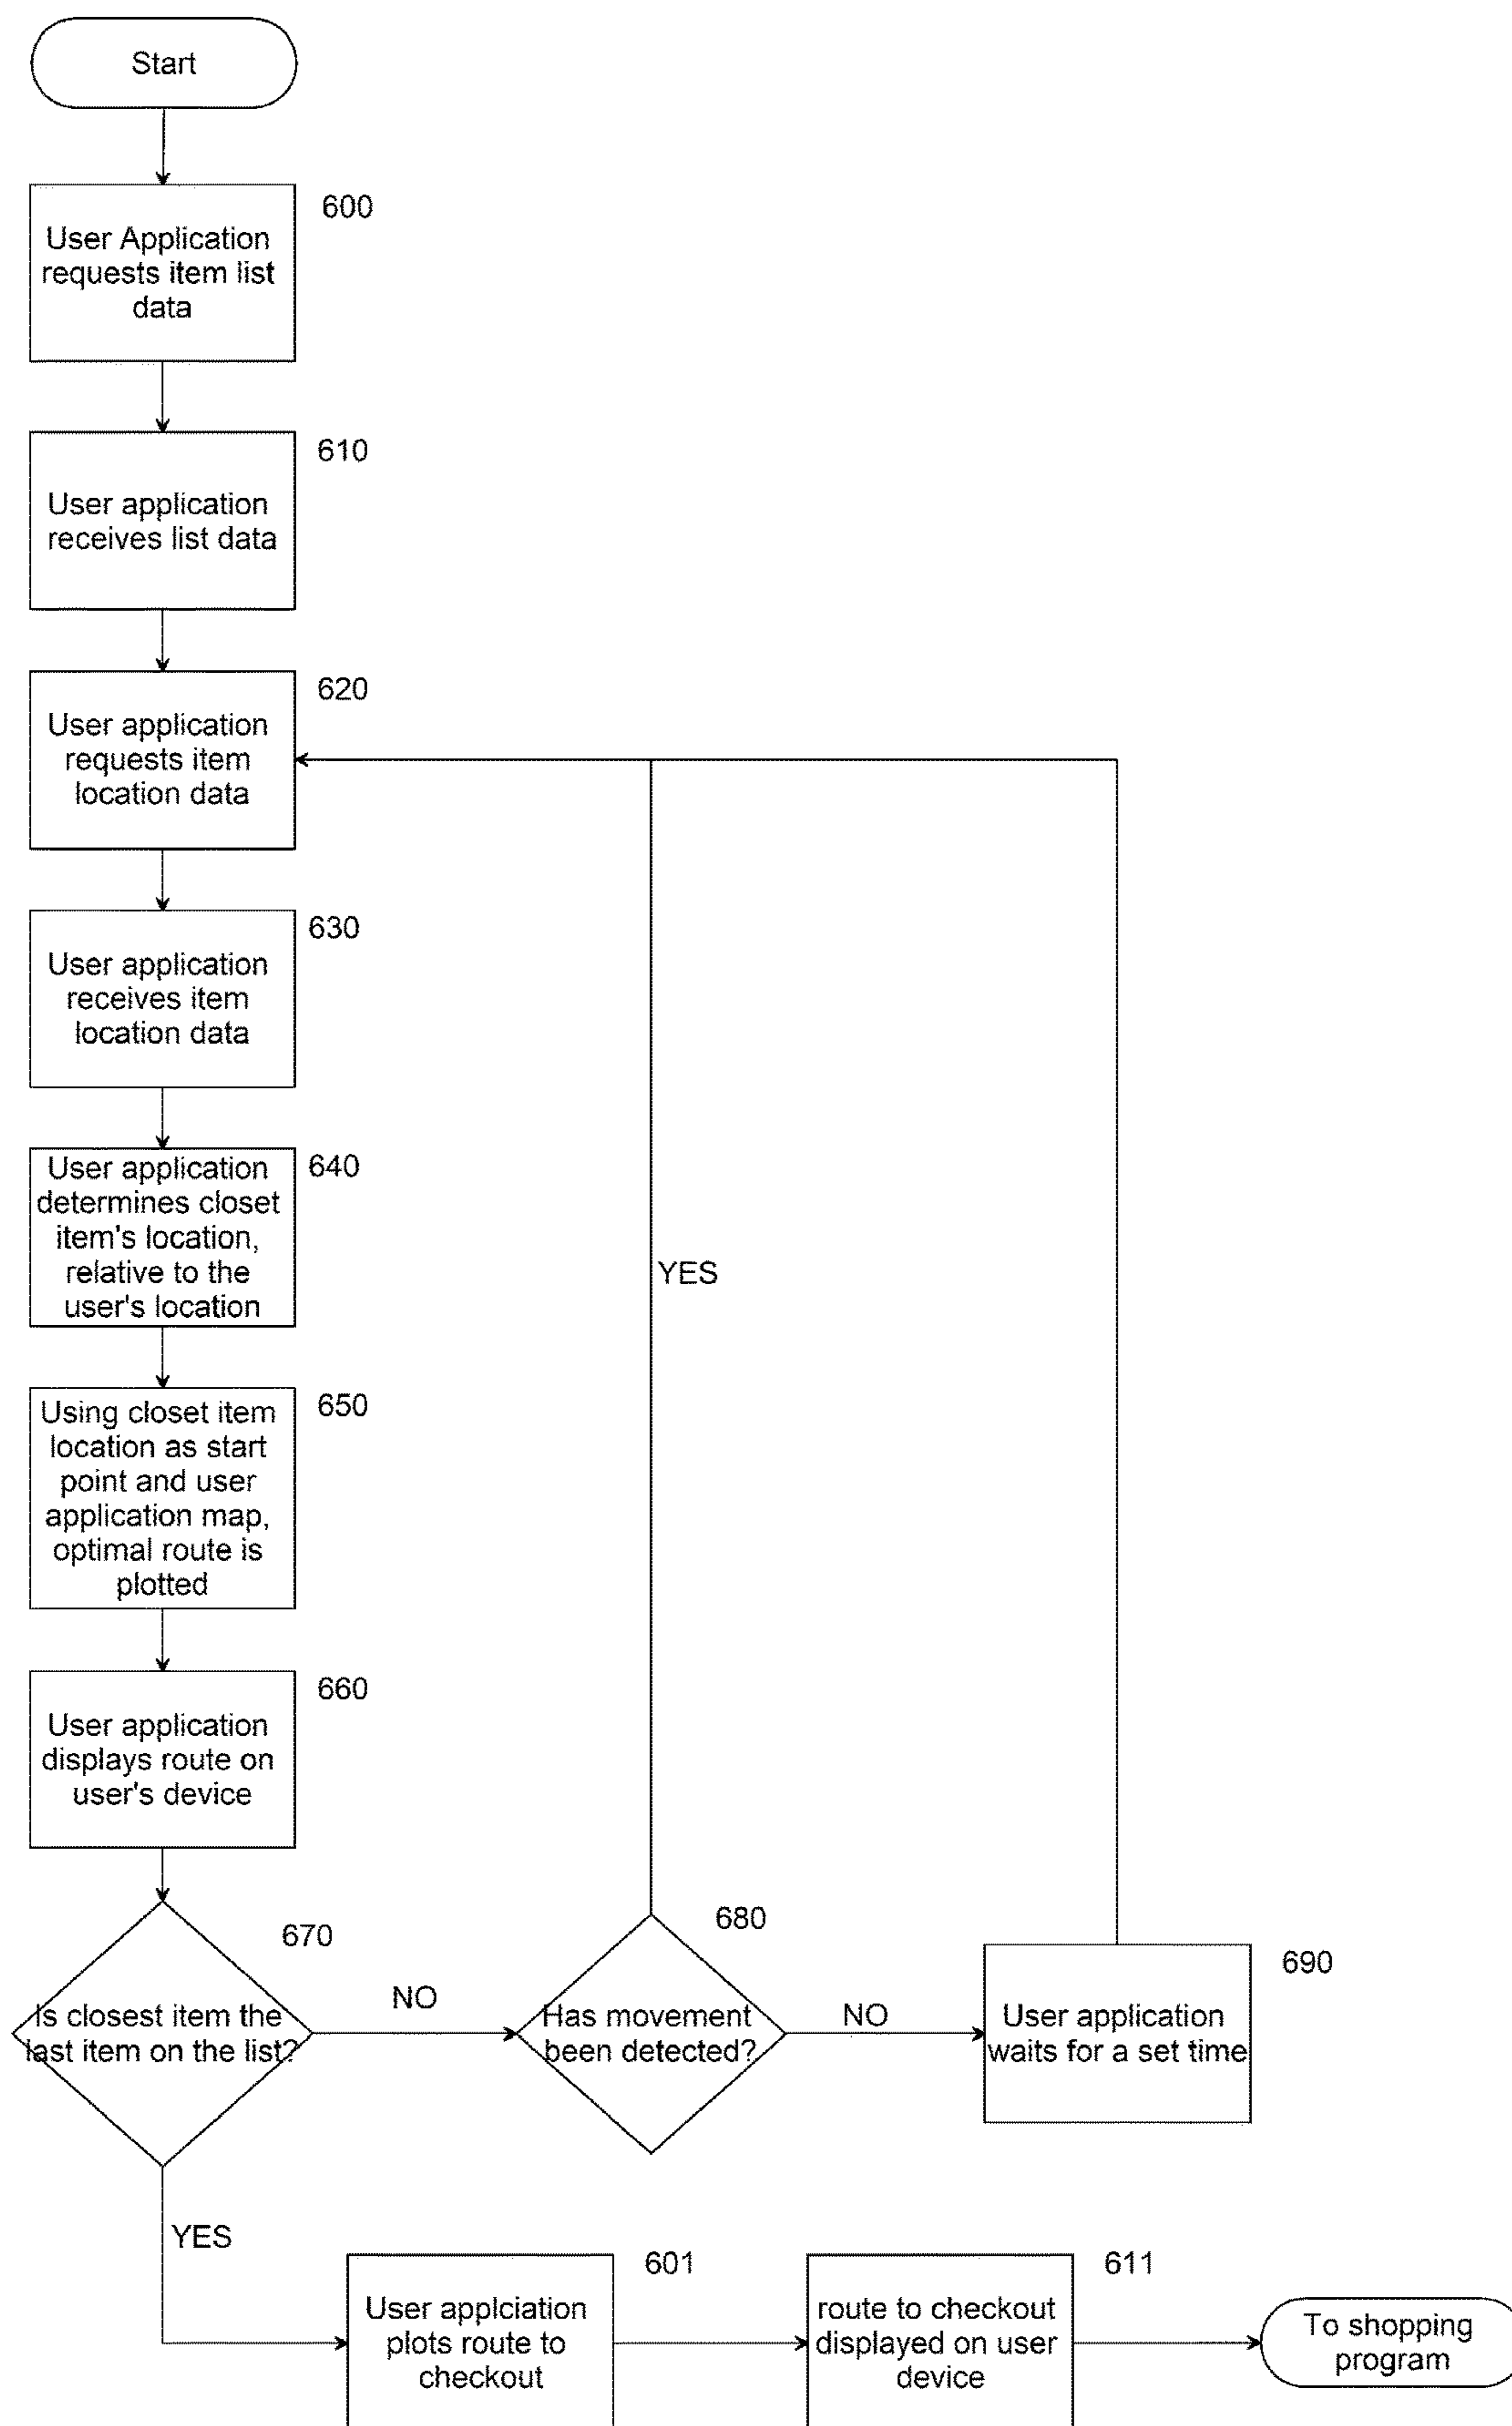 Start
600
User Application
requests item list
data
610
User application
receives list data
620
User application
requests item
location data
630
User application
receives item
location data
640
User application
determines closet
item's location,
relative to the
user's location
YES
650
Using closet item
location as start
point and user
application map,
optimal route is
plotted
660
User application
displays route on
user's device
670
Is closest item the
last item on the list?
NO
680
Has movement
been detected?
NO
690
User application
waits for a set time
YES
601
User applciation
plots route to
checkout
611
route to checkout
displayed on user
device
To shopping
program